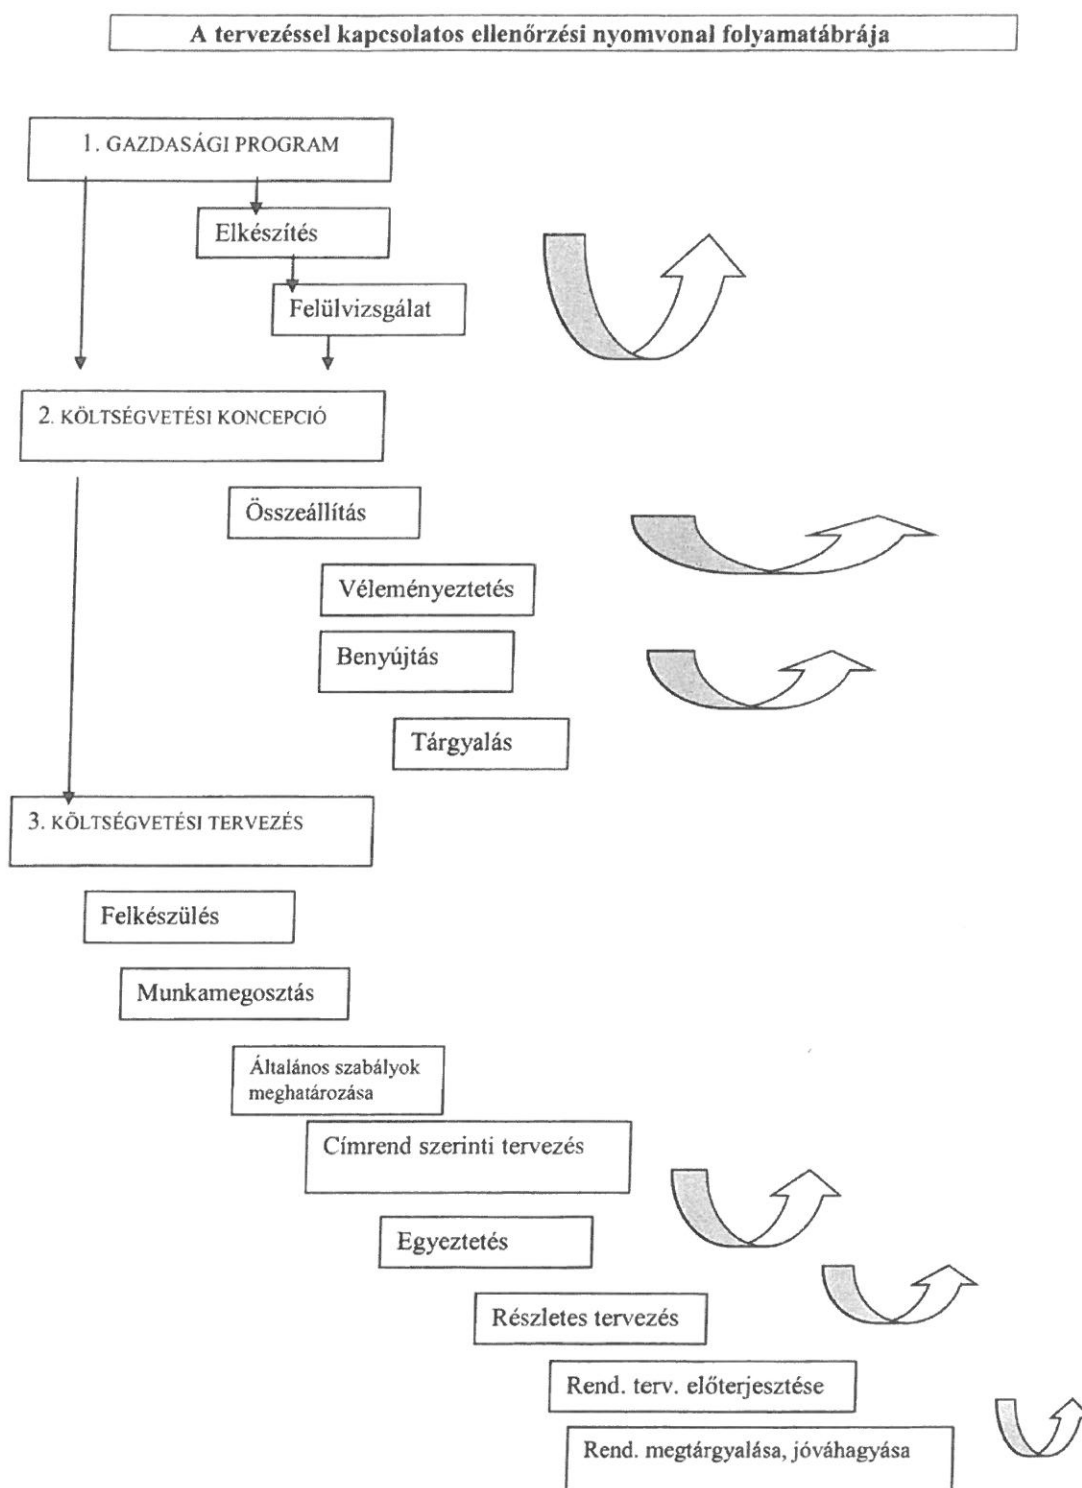 A tervezéssel kapcsolatos ellenőrzési nyomvonal folyamatábrája
1. GAZDASÁGI PROGRAM
Elkészítés
Felülvizsgálat
2. KÖLTSÉGVETÉSI KONCEPCIÓ
Összeállítás
Véleményeztetés
Benyújtás
Tárgyalás
3. KÖLTSÉGVETÉSI TERVEZÉS
Felkészülés
Munkamegosztás
Általános szabályok
meghatározása
Címrend szerinti tervezés
Egyeztetés
Részletes tervezés
Rend. terv. előterjesztése
Rend. megtárgyalása, jóváhagyása